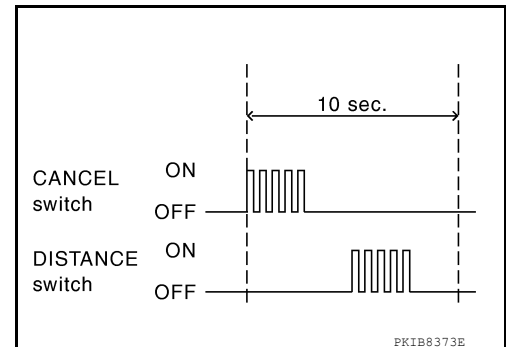 10 sec.
CANCEL
switch
ON
OFF
DISTANCE
switch
ON
OFF
PKIB8373E